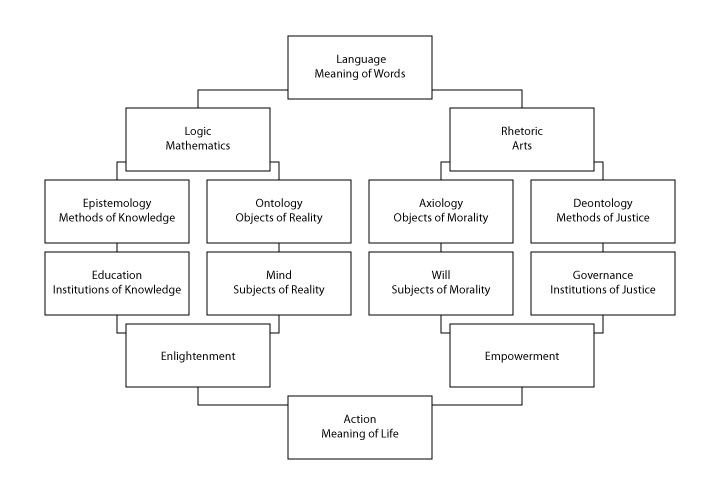 Language
Meaning of Words
Logic
Mathematics
Rhetoric
Arts
Epistemology
Methods of Knowledge
Ontology
Objects of Reality
Axiology
Objects of Morality
Deontology
Methods of Justice
Education
Institutions of Knowledge
Mind
Subjects of Reality
Will
Subjects of Morality
Governance
Institutions of Justice
Enlightenment
Empowerment
Action
Meaning of Life